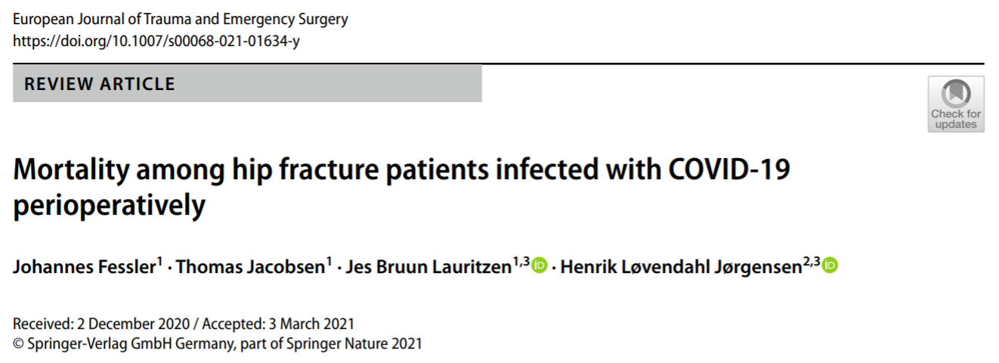 European Journal of Trauma and Emergency Surgery
https://doi.org/10.1007/s00068-021-01634-y
REVIEW ARTICLE
Check for
updates
Mortality among hip fracture patients infected with COVID-19
perioperatively
Johannes Fessler1 · Thomas Jacobsen1 · Jes Bruun Lauritzen1,3 iD · Henrik Løvendahl Jørgensen2,3 iD
Received: 2 December 2020 / Accepted: 3 March 2021
© Springer-Verlag GmbH Germany, part of Springer Nature 2021